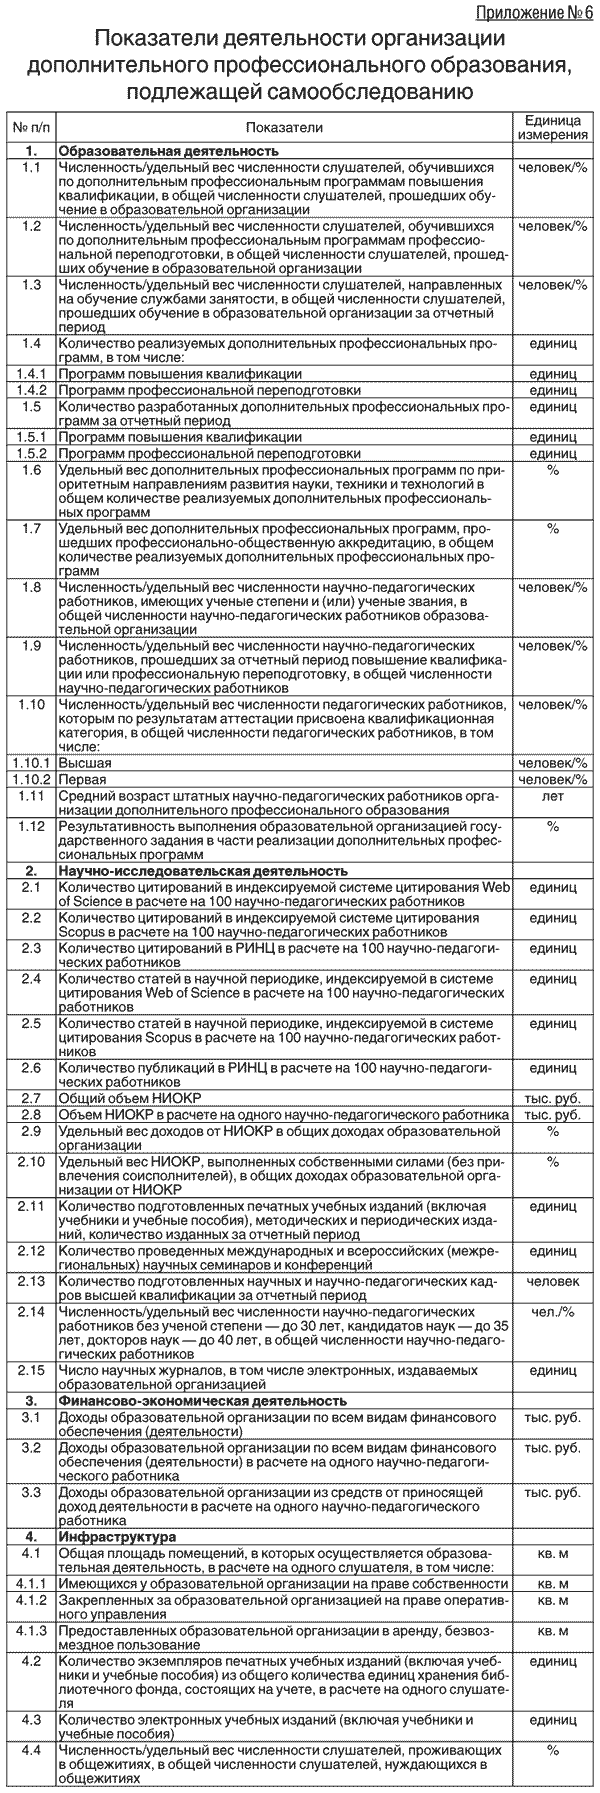 Приложение № 6
Показатели деятельности организации
дополнительного профессионального образования,
подлежащей самообследованию
№ п/п Показатели Единица
измерения
1. Образовательная деятельность
1.1 Численность/удельный вес численности слушателей, обучившихся человек/%
по дополнительным профессиональным программам повышения
квалификации, в общей численности слушателей, прошедших обу-
чение в образовательной организации
1.2 Численность/удельный вес численности слушателей, обучившихся человек/%
по дополнительным профессиональным программам профессио-
нальной переподготовки, в общей численности слушателей, прошед-
ших обучение в образовательной организации
1.3 Численность/удельный вес численности слушателей, направленных человек/%
на обучение службами занятости, в общей численности слушателей,
прошедших обучение в образовательной организации за отчетный
период
1.4 Количество реализуемых дополнительных профессиональных про- единиц
грамм, в том числе:
1.4.1 Программ повышения квалификации единиц
1.4.2 Программ профессиональной переподготовки единиц
1.5 Количество разработанных дополнительных профессиональных про- единиц
грамм за отчетный период
1.5.1 Программ повышения квалификации единиц
1.5.2 Программ профессиональной переподготовки единиц
1.6 Удельный вес дополнительных профессиональных программ по при- %
оритетным направлениям развития науки, техники и технологий в
общем количестве реализуемых дополнительных профессиональ-
ных программ
1.7 Удельный вес дополнительных профессиональных программ, про- %
шедших профессионально-общественную аккредитацию, в общем
количестве реализуемых дополнительных профессиональных про-
грамм
1.8 Численность/удельный вес численности научно-педагогических человек/%
работников, имеющих ученые степени и (или) ученые звания, в
общей численности научно-педагогических работников образова-
тельной организации
1.9 Численность/удельный вес численности научно-педагогических человек/%
работников, прошедших за отчетный период повышение квалифика-
ции или профессиональную переподготовку, в общей численности
научно-педагогических работников
1.10 Численность/удельный вес численности педагогических работников, человек/%
которым по результатам аттестации присвоена квалификационная
категория, в общей численности педагогических работников, в том
числе:
1.10.1 Высшая человек/%
1.10.2 Первая человек/%
1.11 Средний возраст штатных научно-педагогических работников орга- лет
низации дополнительного профессионального образования
1.12 Результативность выполнения образовательной организацией госу- %
дарственного задания в части реализации дополнительных профес-
сиональных программ
2. Научно-исследовательская деятельность
2.1 Количество цитирований в индексируемой системе цитирования Web единиц
of Science в расчете на 100 научно-педагогических работников
2.2 Количество цитирований в индексируемой системе цитирования единиц
Scopus в расчете на 100 научно-педагогических работников
2.3 Количество цитирований в РИНЦ в расчете на 100 научно-педагоги- единиц
ческих работников
2.4 Количество статей в научной периодике, индексируемой в системе единиц
цитирования Web of Science в расчете на 100 научно-педагогических
работников
2.5 Количество статей в научной периодике, индексируемой в системе единиц
цитирования Scopus в расчете на 100 научно-педагогических работ-
ников
2.6 Количество публикаций в РИНЦ в расчете на 100 научно-педагоги- единиц
ческих работников
2.7 Общий объем НИОКР тыс. руб.
2.8 Объем НИОКР в расчете на одного научно-педагогического работника тыс. руб.
2.9 Удельный вес доходов от НИОКР в общих доходах образовательной %
организации
2.10 Удельный вес НИОКР, выполненных собственными силами (без при- %
влечения соисполнителей), в общих доходах образовательной орга-
низации от НИОКР
2.11 Количество подготовленных печатных учебных изданий (включая единиц
учебники и учебные пособия), методических и периодических изда-
ний, количество изданных за отчетный период
2.12 Количество проведенных международных и всероссийских (межре- единиц
гиональных) научных семинаров и конференций
2.13 Количество подготовленных научных и научно-педагогических кад- человек
ров высшей квалификации за отчетный период
2.14 Численность/удельный вес численности научно-педагогических чел./%
работников без ученой степени — до 30 лет, кандидатов наук — до 35
лет, докторов наук — до 40 лет, в общей численности научно-педаго-
гических работников
2.15 Число научных журналов, в том числе электронных, издаваемых единиц
образовательной организацией
3. Финансово-экономическая деятельность
3.1 Доходы образовательной организации по всем видам финансового тыс. руб.
обеспечения (деятельности)
3.2 Доходы образовательной организации по всем видам финансового тыс. руб.
обеспечения (деятельности) в расчете на одного научно-педагоги-
ческого работника
3.3 Доходы образовательной организации из средств от приносящей тыс. руб.
доход деятельности в расчете на одного научно-педагогического
работника
4. Инфраструктура
4.1 Общая площадь помещений, в которых осуществляется образова- кв. м
тельная деятельность, в расчете на одного слушателя, в том числе:
4.1.1 Имеющихся у образовательной организации на праве собственности кв. м
4.1.2 Закрепленных за образовательной организацией на праве оператив- кв. м
ного управления
4.1.3 Предоставленных образовательной организации в аренду, безвоз- кв. м
мездное пользование
4.2 Количество экземпляров печатных учебных изданий (включая учеб- единиц
ники и учебные пособия) из общего количества единиц хранения биб-
лиотечного фонда, состоящих на учете, в расчете на одного слушате-
ля
4.3 Количество электронных учебных изданий (включая учебники и единиц
учебные пособия)
4.4 Численность/удельный вес численности слушателей, проживающих %
в общежитиях, в общей численности слушателей, нуждающихся в
общежитиях